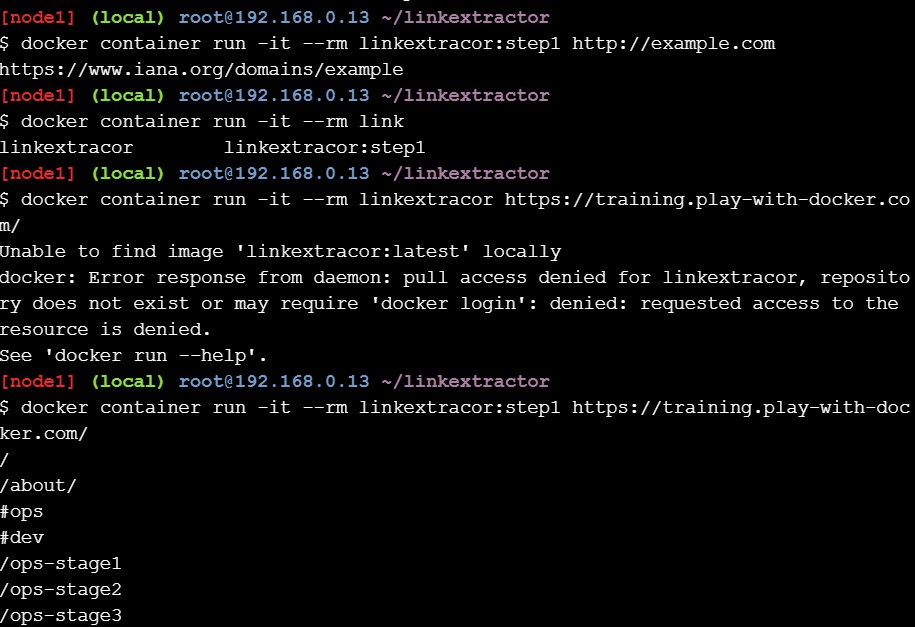 [node1] (local) root@192.168.0.13 ~/linkextractor
$ docker container run -it --rm linkextracor:step1 http://example.com
https://www.iana.org/domains/example
[node1] (local) root@192.168.0.13 ~/linkextractor
$ docker container run -it --rm link
linkextracor       linkextracor:step1
[node1] (local) root@192.168.0.13 ~/linkextractor
$ docker container run -it --rm linkextracor https://training.play-with-docker.co
m/
Unable to find image 'linkextracor:latest' locally
docker: Error response from daemon: pull access denied for linkextracor, reposito
ry does not exist or may require 'docker login': denied: requested access to the
resource is denied.
See 'docker run --help'.
[node1] (local) root@192.168.0.13 ~/linkextractor
$ docker container run -it --rm linkextracor:step1 https://training.play-with-doc
ker.com/
/
/about/
#ops
#dev
/ops-stage1
/ops-stage2
/ops-stage3